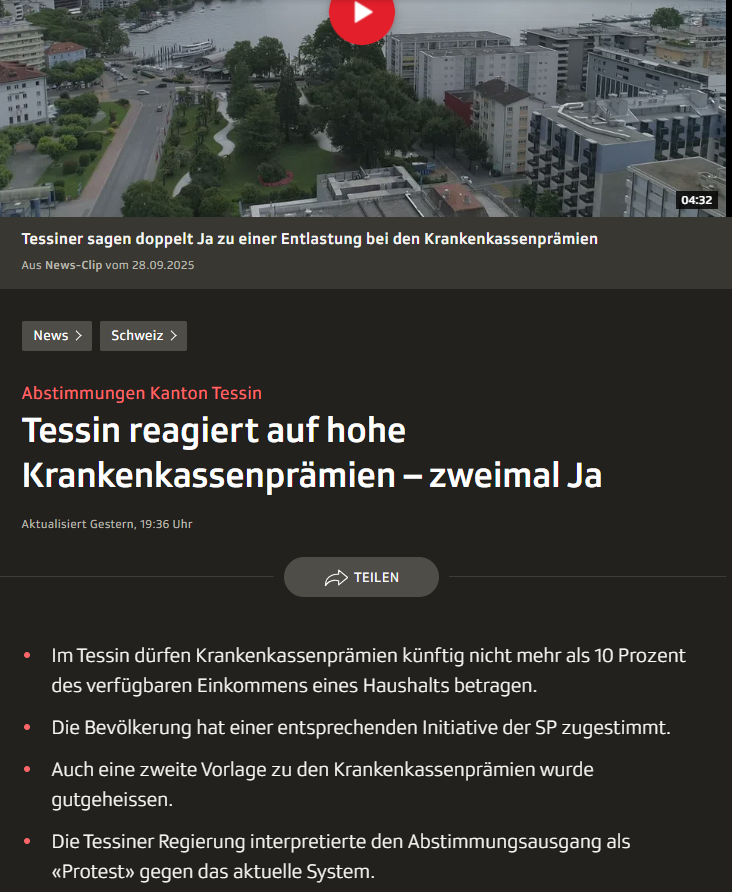 04:32
Tessiner sagen doppelt Ja zu einer Entlastung bei den Krankenkassenprämien
Aus News-Clip vom 28.09.2025
News
Schweiz
Abstimmungen Kanton Tessin
Tessin reagiert auf hohe
Krankenkassenprämien – zweimal Ja
Aktualisiert Gestern, 19:36 Uhr
TEILEN
Im Tessin dürfen Krankenkassenprämien künftig nicht mehr als 10 Prozent
des verfügbaren Einkommens eines Haushalts betragen.
Die Bevölkerung hat einer entsprechenden Initiative der SP zugestimmt.
Auch eine zweite Vorlage zu den Krankenkassenprämien wurde
gutgeheissen.
Die Tessiner Regierung interpretierte den Abstimmungsausgang als
«Protest» gegen das aktuelle System.